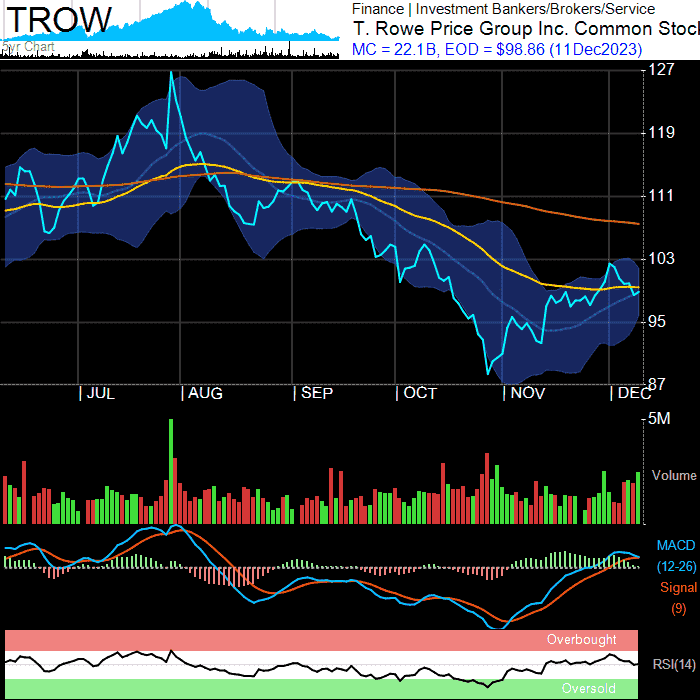 TROW
5yr Chart
Finance | Investment Bankers/Brokers/Service
T. Rowe Price Group Inc. Common Stoc
MC = 22.1B, EOD = $98.86 (11Dec2023)
127
119
111
103
95
87
JUL AUG SEP OCT NOV DEC
5M
Volume
MACD
(12-26)
Signal
(9)
Overbought
RSI(14)
Oversold